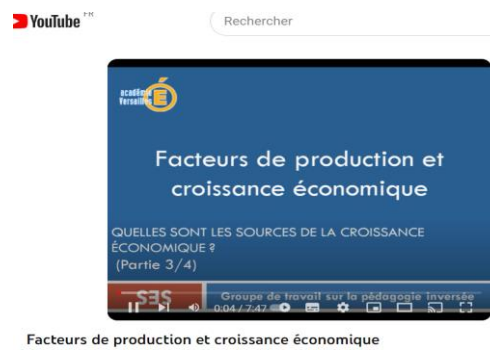 YouTube FR
Rechercher
académie
Versailles
Facteurs de production et
croissance économique
QUELLES SONT LES SOURCES DE LA CROISSANCE
ÉCONOMIQUE ?
(Partie 3/4)
SES
Groupe de travail sur la pédagogie inversée
0:04 / 7:47
Facteurs de production et croissance économique